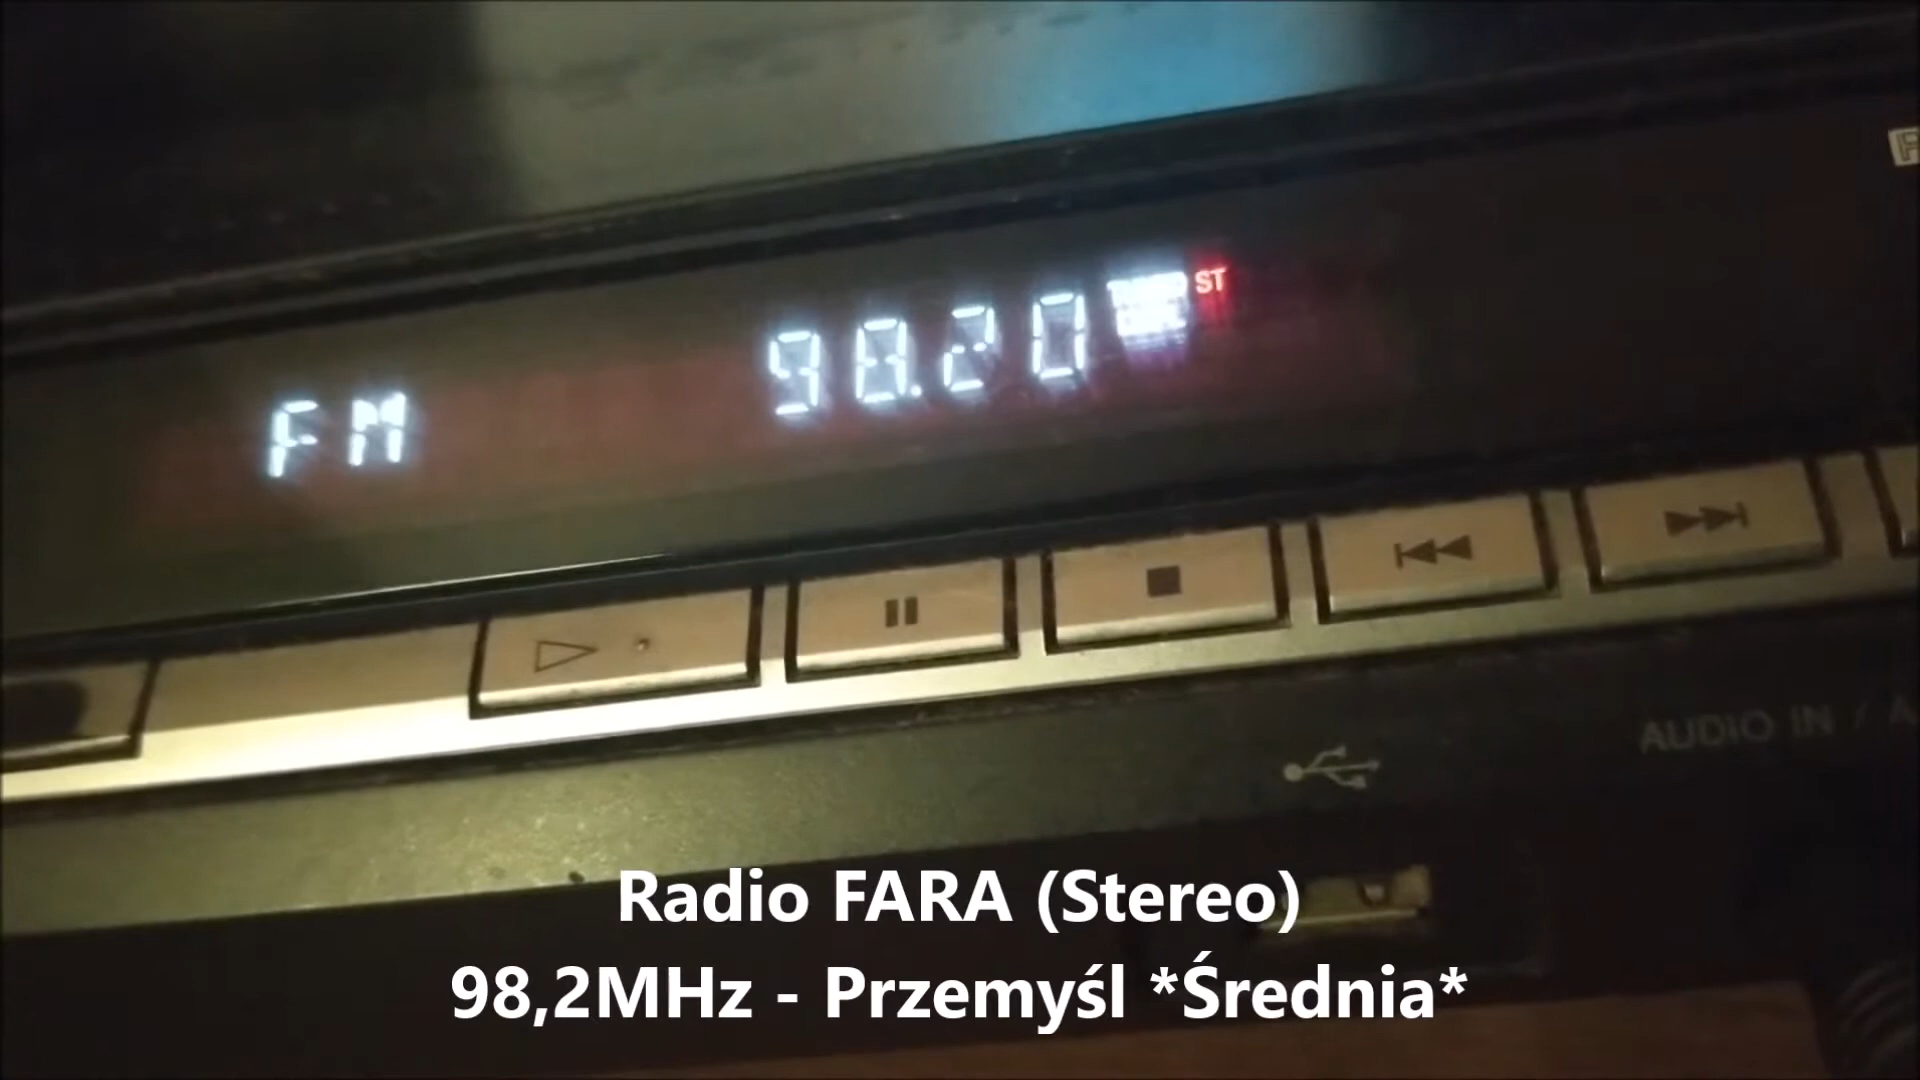 FM 98.20 ST
AUDIO IN / A
Radio FARA (Stereo)
98,2MHz - Przemyśl *Średnia*